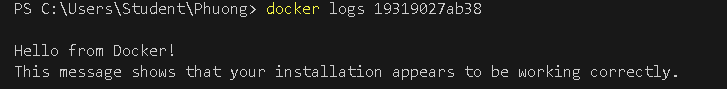 PS C:\Users\Student\Phuong> docker logs 19319027ab38
Hello from Docker!
This message shows that your installation appears to be working correctly.